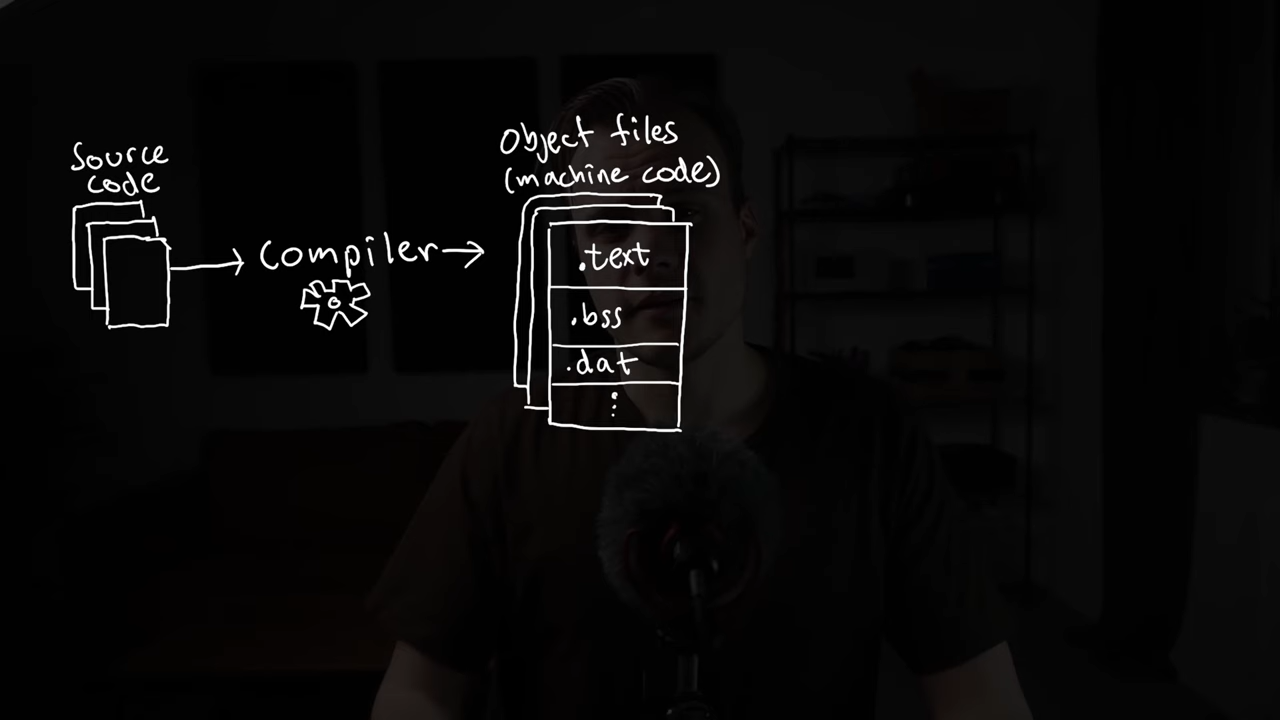 Source
code
compiler
Object files
(machine code)
.text
.bss
.dat